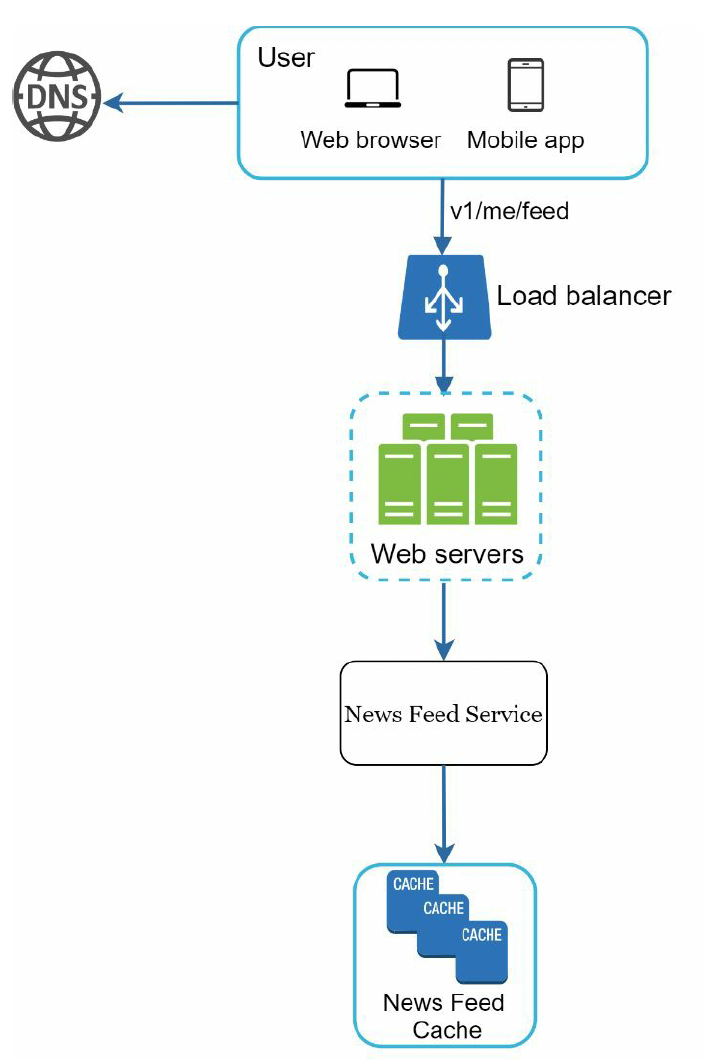 User
DNS
Web browser
Mobile app
v1/me/feed
Load balancer
Web servers
News Feed Service
CACHE
CACHE
CACHE
News Feed
Cache